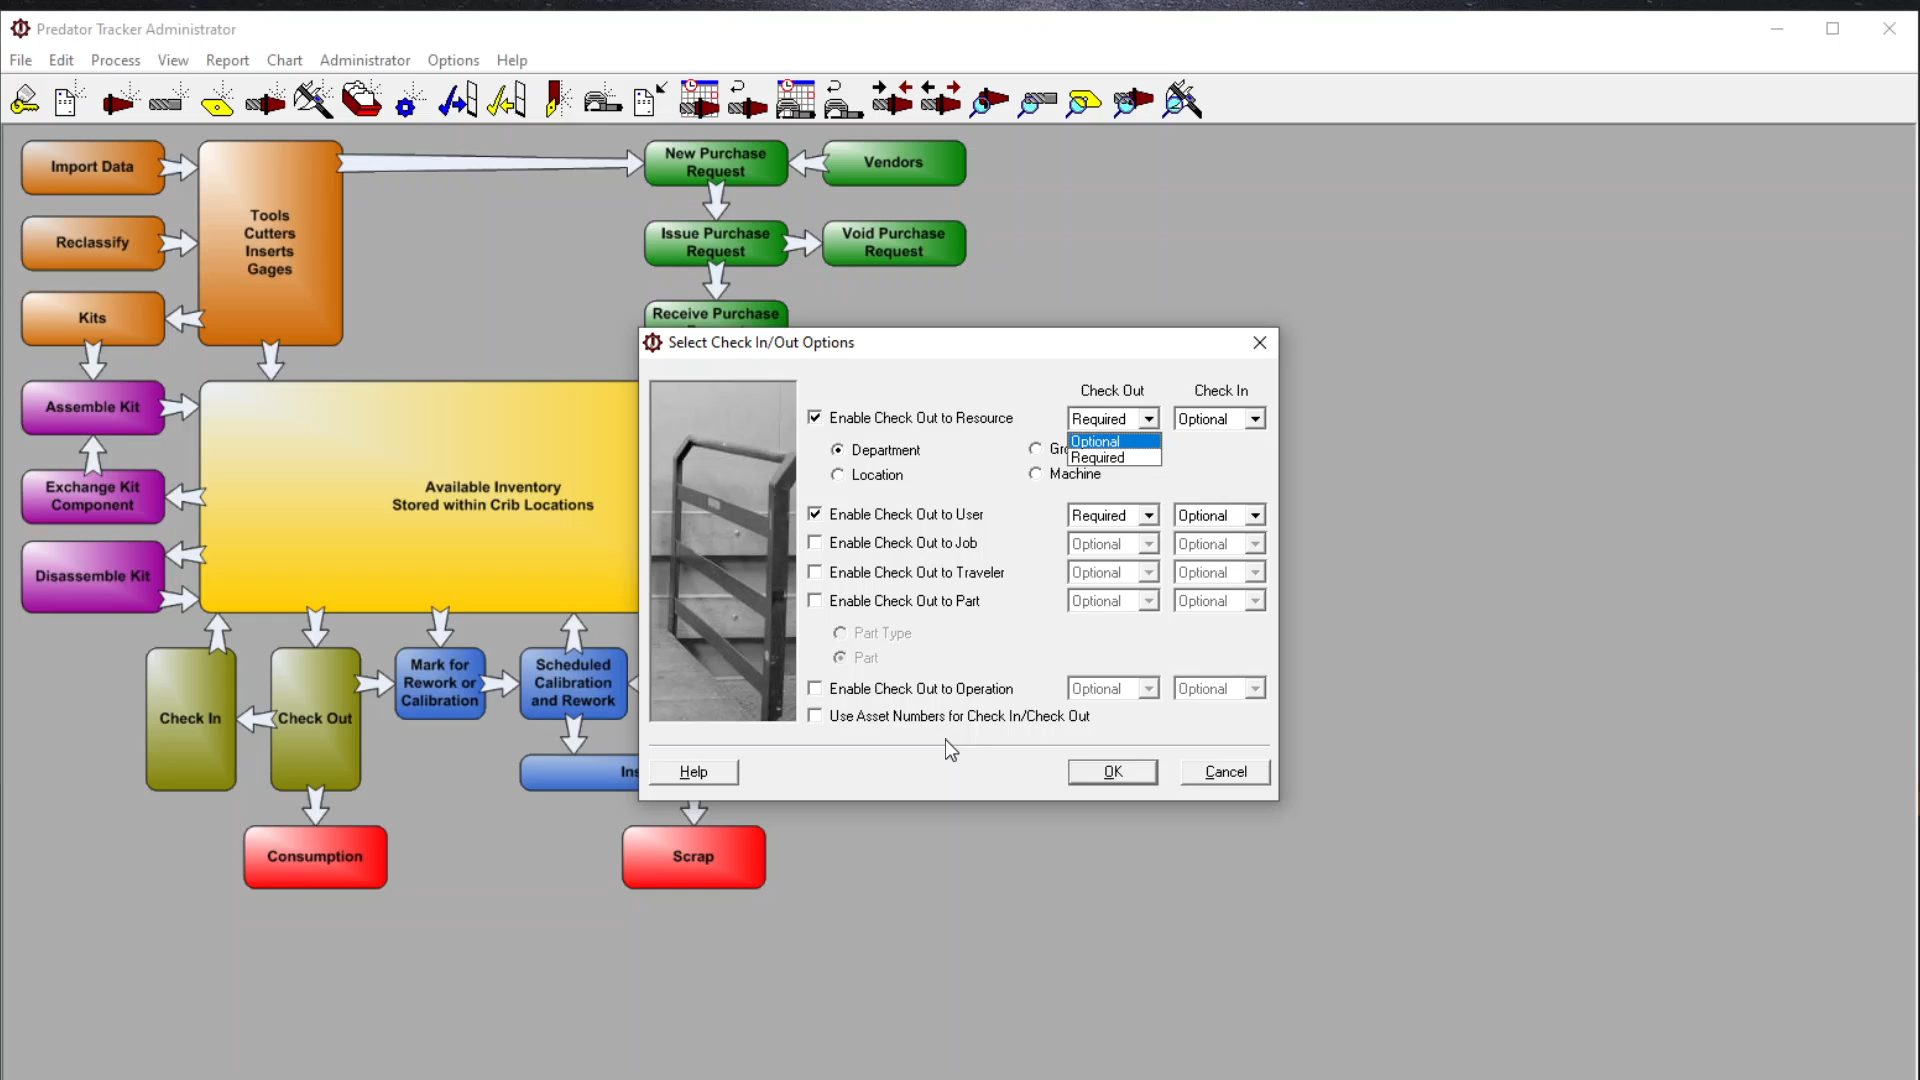 Predator Tracker Administrator
File Edit Process View Report Chart Administrator Options Help
Import Data
Reclassify
Kits
Tools
Cutters
Inserts
Gages
New Purchase
Request
Vendors
Issue Purchase
Request
Void Purchase
Request
Receive Purchase
Assemble Kit
Exchange Kit
Component
Disassemble Kit
Available Inventory
Stored within Crib Locations
Check In
Check Out
Mark for
Rework or
Calibration
Scheduled
Calibration
and Rework
Ins
Consumption
Scrap
Select Check In/Out Options
Check Out Check In
Enable Check Out to Resource Required Optional
Optional
Required
Department Gr
Location Machine
Enable Check Out to User Required Optional
Enable Check Out to Job Optional Optional
Enable Check Out to Traveler Optional Optional
Enable Check Out to Part Optional Optional
Part Type
Part
Enable Check Out to Operation Optional Optional
Use Asset Numbers for Check In/Check Out
Help OK Cancel